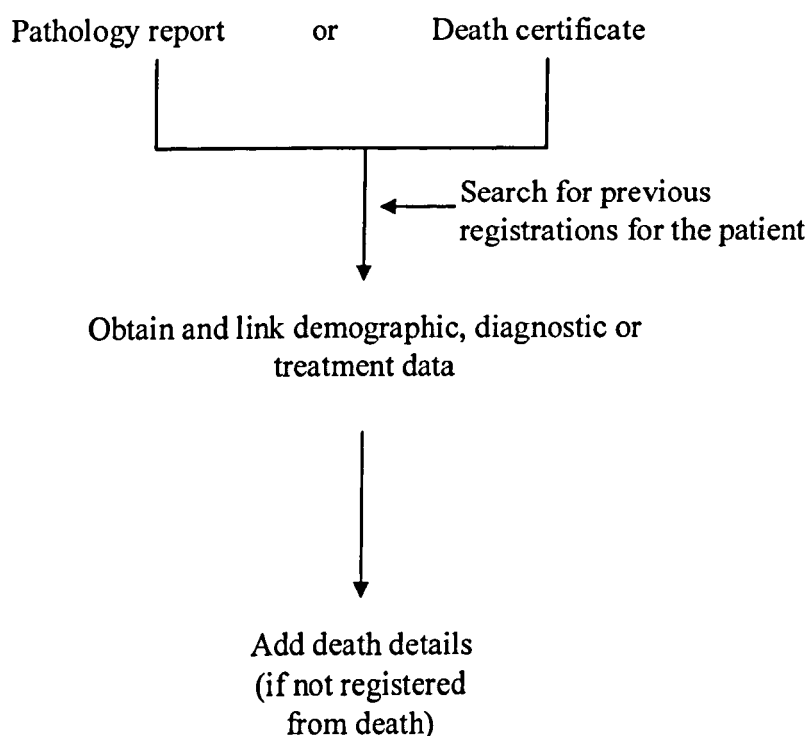 Pathology report or Death certificate
Search for previous
registrations for the patient
Obtain and link demographic, diagnostic or
treatment data
Add death details
(if not registered
from death)